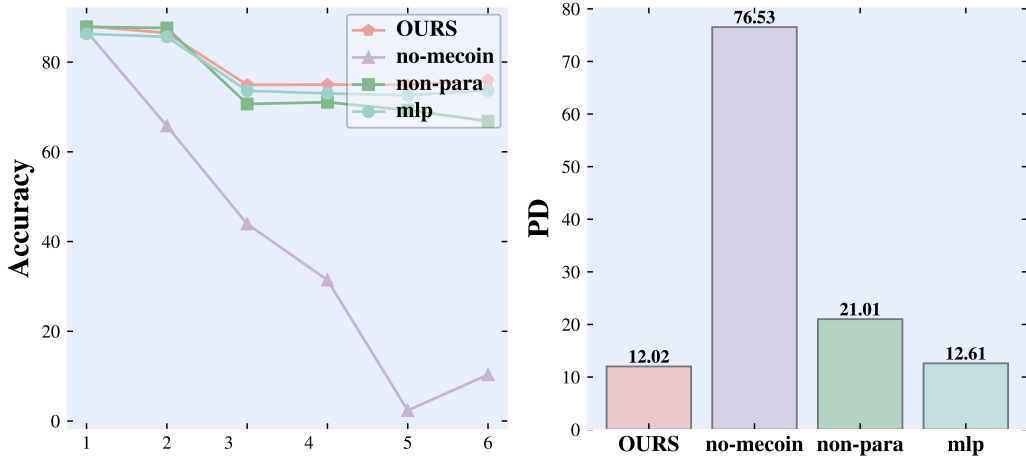 OURS
no-mecoin
non-para
mlp
Accuracy
80
60
40
20
0
1 2 3 4 5 6
PD
80
70
60
50
40
30
20
10
0
76.53
21.01
12.02
12.61
OURS no-mecoin non-para mlp